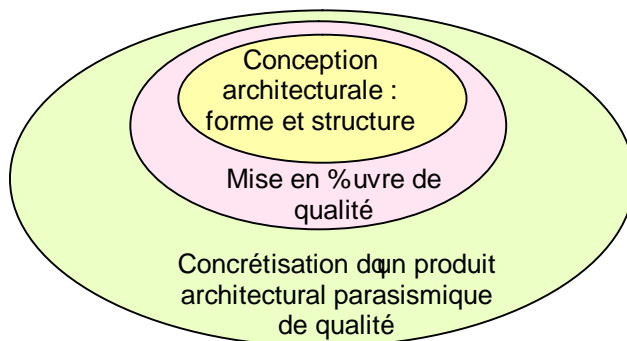 Conception
architecturale :
forme et structure
Mise en %uvre de
qualité
Concrétisation dqun produit
architectural parasismique
de qualité